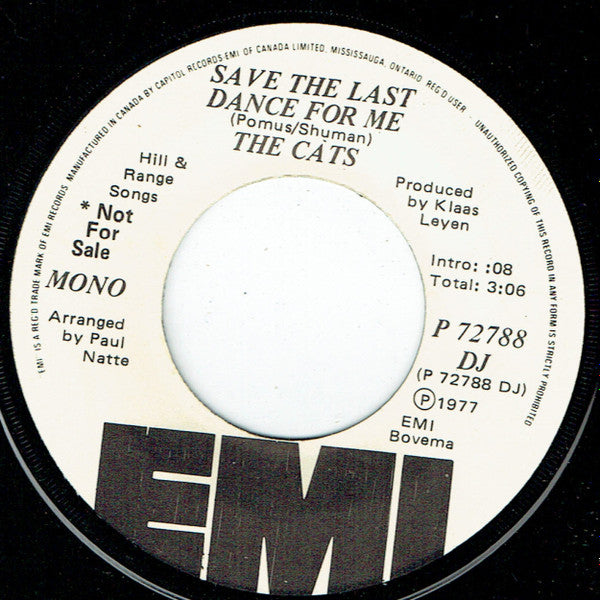 EMI IS A REG'D TRADE MARK OF EMI RECORDS. MANUFACTURED IN CANADA BY CAPITOL RECORDS-EMI OF CANADA LIMITED, MISSISSAUGA, ONTARIO. REG'D USER. UNAUTHORIZED COPYING OF THIS RECORD IN ANY FORM IS STRICTLY PROHIBITED
SAVE THE LAST
DANCE FOR ME
(Pomus/Shuman)
THE CATS
Hill &
Range
Songs
* Not
For
Sale
MONO
Arranged
by Paul
Natte
Produced
by Klaas
Leyen
Intro: :08
Total: 3:06
P 72788
DJ
(P 72788 DJ)
Ⓟ1977
EMI
Bovema
EMI